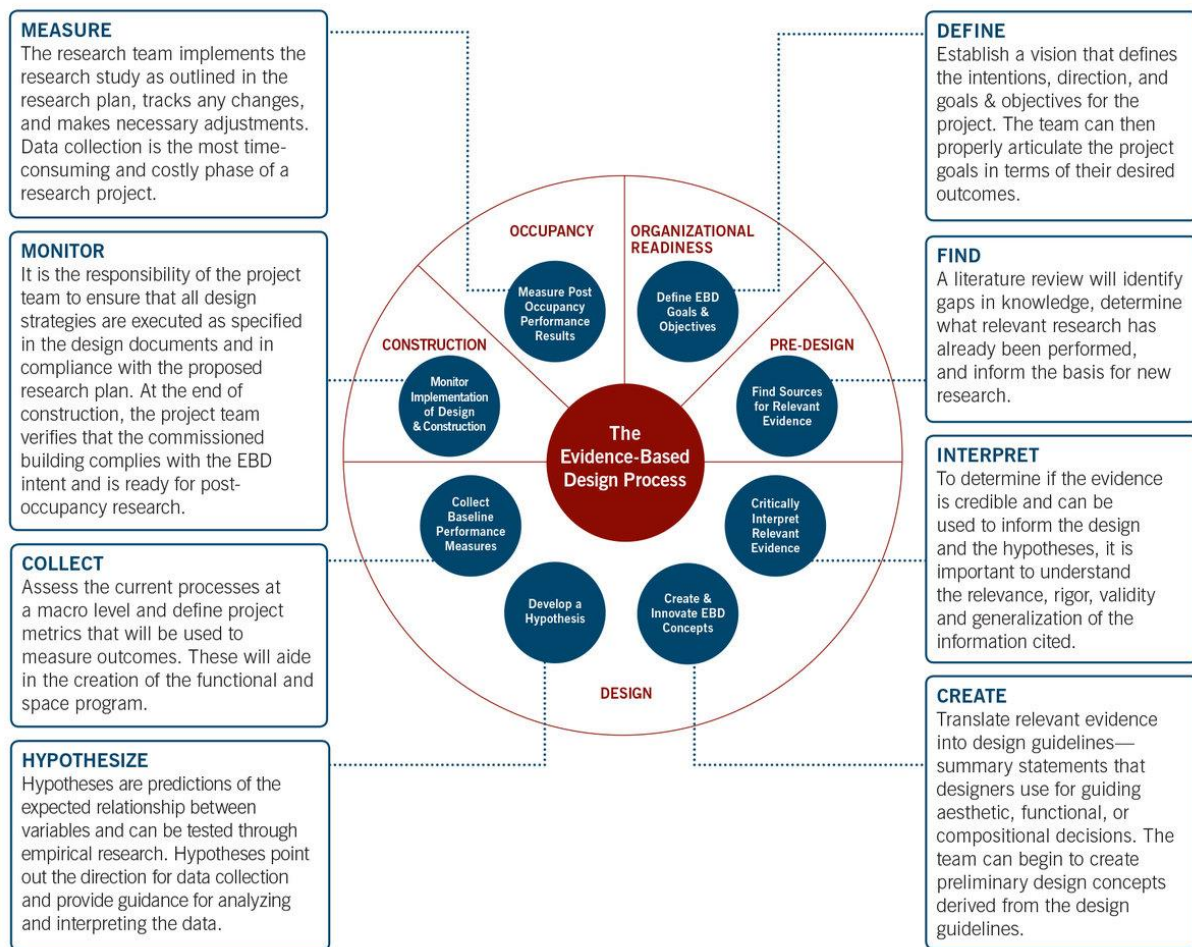 MEASURE
The research team implements the
research study as outlined in the
research plan, tracks any changes,
and makes necessary adjustments.
Data collection is the most time-
consuming and costly phase of a
research project.
MONITOR
It is the responsibility of the project
team to ensure that all design
strategies are executed as specified
in the design documents and in
compliance with the proposed
research plan. At the end of
construction, the project team
verifies that the commissioned
building complies with the EBD
intent and is ready for post-
occupancy research.
COLLECT
Assess the current processes at
a macro level and define project
metrics that will be used to
measure outcomes. These will aide
in the creation of the functional and
space program.
HYPOTHESIZE
Hypotheses are predictions of the
expected relationship between
variables and can be tested through
empirical research. Hypotheses point
out the direction for data collection
and provide guidance for analyzing
and interpreting the data.
OCCUPANCY
Measure Post
Occupancy
Performance
Results
ORGANIZATIONAL
READINESS
Define EBD
Goals &
Objectives
CONSTRUCTION
Monitor
Implementation
of Design
& Construction
PRE-DESIGN
Find Sources
for Relevant
Evidence
The
Evidence-Based
Design Process
Collect
Baseline
Performance
Measures
Critically
Interpret
Relevant
Evidence
Develop a
Hypothesis
Create &
Innovate EBD
Concepts
DESIGN
DEFINE
Establish a vision that defines
the intentions, direction, and
goals & objectives for the
project. The team can then
properly articulate the project
goals in terms of their desired
outcomes.
FIND
A literature review will identify
gaps in knowledge, determine
what relevant research has
already been performed,
and inform the basis for new
research.
INTERPRET
To determine if the evidence
is credible and can be
used to inform the design
and the hypotheses, it is
important to understand
the relevance, rigor, validity
and generalization of the
information cited.
CREATE
Translate relevant evidence
into design guidelines—
summary statements that
designers use for guiding
aesthetic, functional, or
compositional decisions. The
team can begin to create
preliminary design concepts
derived from the design
guidelines.